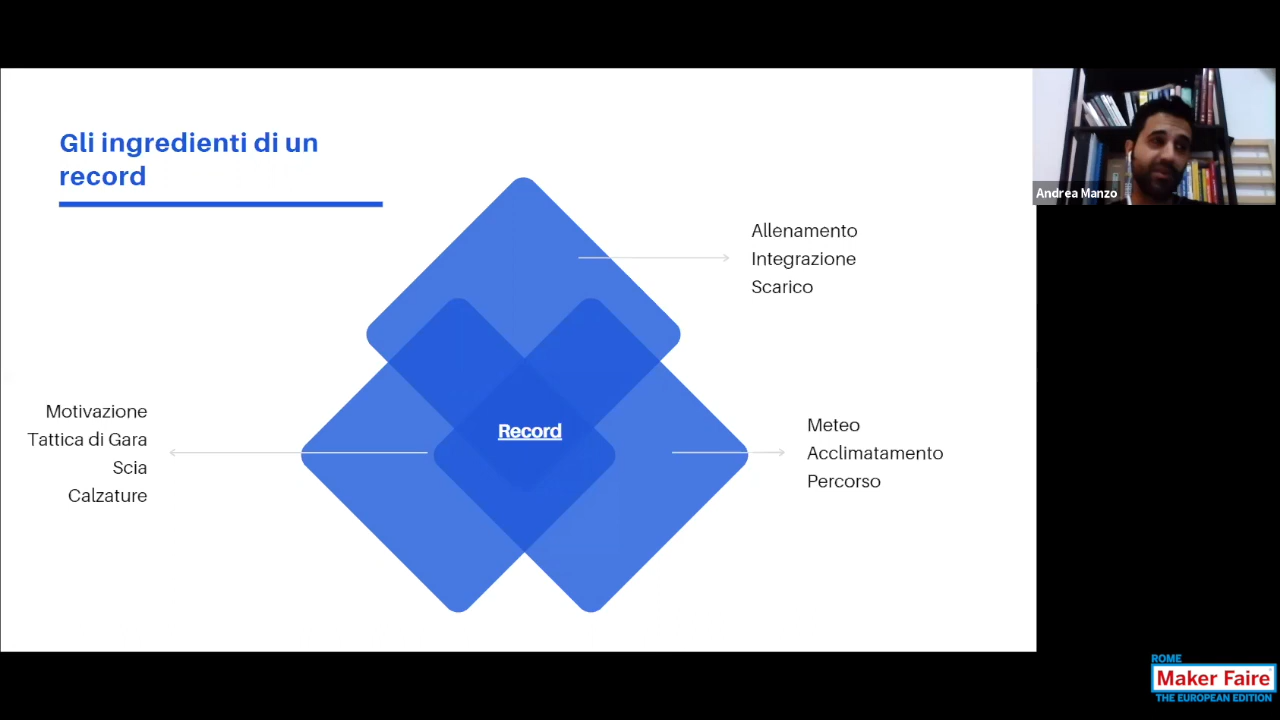 Gli ingredienti di un
record
Allenamento
Integrazione
Scarico
Motivazione
Tattica di Gara
Scia
Calzature
Record
Meteo
Acclimatamento
Percorso
Andrea Manzo
ROME
Maker Faire
THE EUROPEAN EDITION